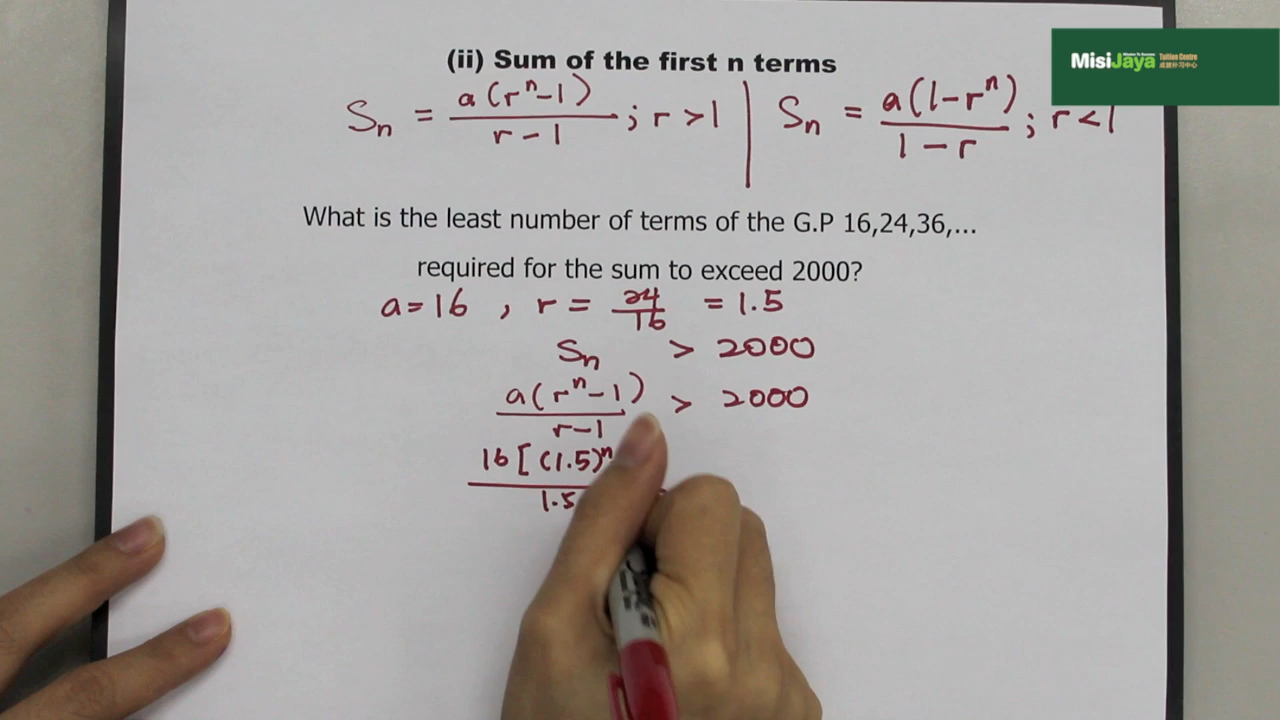 MisiJaya Tuition Centre
(ii) Sum of the first n terms
Sn = a(r^n-1)/r-1 ; r>1 | Sn = a(1-r^n)/1-r ; r<1
What is the least number of terms of the G.P 16,24,36,...
required for the sum to exceed 2000?
a=16 , r = 24/16 = 1.5
Sn > 2000
a(r^n-1)/r-1 > 2000
16[(1.5)^n
1.5